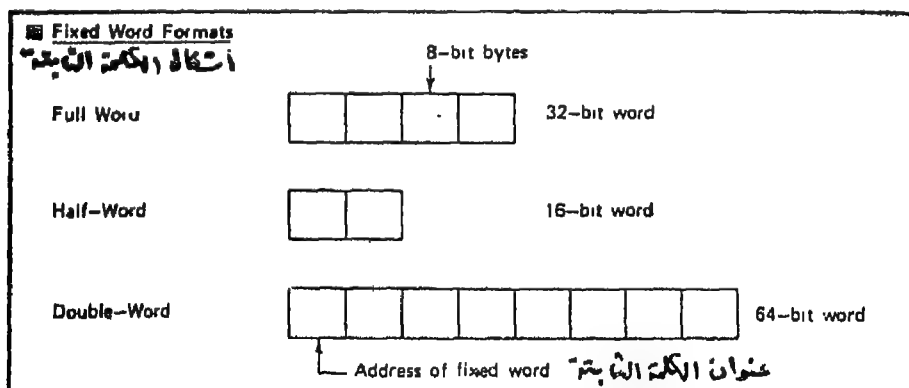 Fixed Word Formats
أشكال الكلمة الثابتة
8-bit bytes
Full Word
32-bit word
Half-Word
16-bit word
Double-Word
64-bit word
Address of fixed word عنوان الكلمة الثابتة